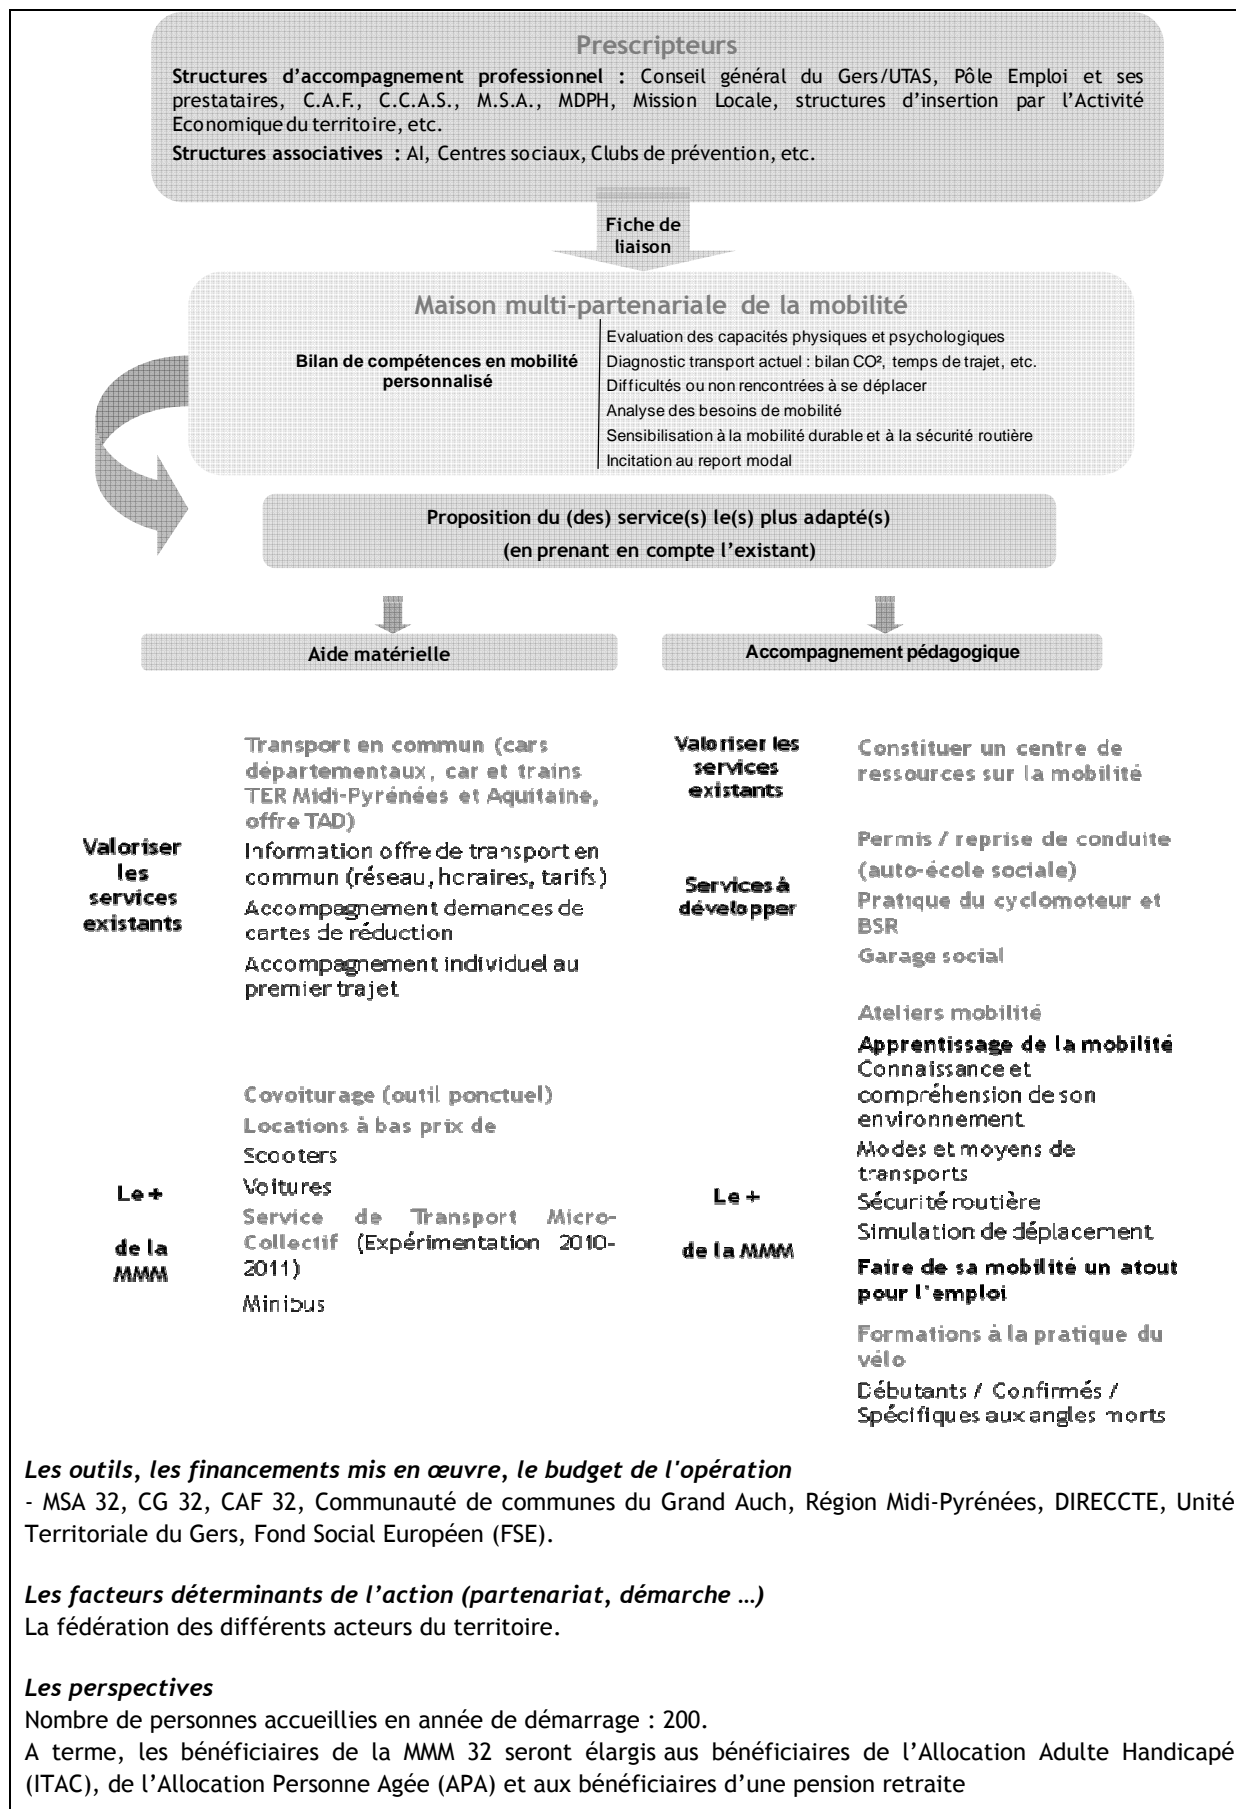 Prescripteurs
Structures d’accompagnement professionnel : Conseil général du Gers/UTAS, Pôle Emploi et ses
prestataires, C.A.F., C.C.A.S., M.S.A., MDPH, Mission Locale, structures d’insertion par l’Activité
Economique du territoire, etc.
Structures associatives : AI, Centres sociaux, Clubs de prévention, etc.
Fiche de
liaison
Maison multi-partenariale de la mobilité
Bilan de compétences en mobilité
personnalisé
Evaluation des capacités physiques et psychologiques
Diagnostic transport actuel : bilan CO², temps de trajet, etc.
Difficultés ou non rencontrées à se déplacer
Analyse des besoins de mobilité
Sensibilisation à la mobilité durable et à la sécurité routière
Incitation au report modal
Proposition du (des) service(s) le(s) plus adapté(s)
(en prenant en compte l’existant)
Aide matérielle
Valoriser
les
services
existants
Transport en commun (cars
départementaux, car et trains
TER Midi-Pyrénées et Aquitaine,
offre TAD)
Information offre de transport en
commun (réseau, horaires, tarifs)
Accompagnement demances de
cartes de réduction
Accompagnement individuel au
premier trajet
Le +
de la
MMM
Covoiturage (outil ponctuel)
Locations à bas prix de
Scooters
Voitures
Service de Transport Micro-
Collectif (Expérimentation 2010-
2011)
Minibus
Accompagnement pédagogique
Valoriser les
services
existants
Constituer un centre de
ressources sur la mobilité
Services à
développer
Permis / reprise de conduite
(auto-école sociale)
Pratique du cyclomoteur et
BSR
Garage social
Le +
de la MMM
Ateliers mobilité
Apprentissage de la mobilité
Connaissance et
compréhension de son
environnement
Modes et moyens de
transports
Sécurité routière
Simulation de déplacement
Faire de sa mobilité un atout
pour l'emploi
Formations à la pratique du
vélo
Débutants / Confirmés /
Spécifiques aux angles morts
Les outils, les financements mis en œuvre, le budget de l'opération
- MSA 32, CG 32, CAF 32, Communauté de communes du Grand Auch, Région Midi-Pyrénées, DIRECCTE, Unité
Territoriale du Gers, Fond Social Européen (FSE).
Les facteurs déterminants de l’action (partenariat, démarche …)
La fédération des différents acteurs du territoire.
Les perspectives
Nombre de personnes accueillies en année de démarrage : 200.
A terme, les bénéficiaires de la MMM 32 seront élargis aus bénéficiaires de l’Allocation Adulte Handicapé
(ITAC), de l’Allocation Personne Agée (APA) et aux bénéficiaires d’une pension retraite